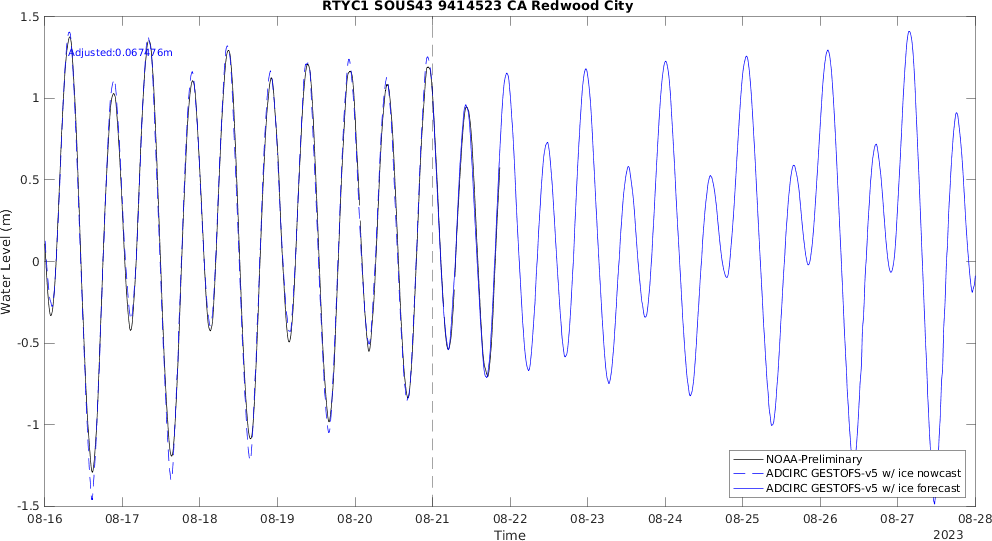 RTYC1 SOUS43 9414523 CA Redwood City
Adjusted:0.067476m
1.5
1
0.5
0
-0.5
-1
-1.5
Water Level (m)
NOAA-Preliminary
ADCIRC GESTOFS-v5 w/ ice nowcast
ADCIRC GESTOFS-v5 w/ ice forecast
08-16 08-17 08-18 08-19 08-20 08-21 08-22 08-23 08-24 08-25 08-26 08-27 08-28
Time
2023